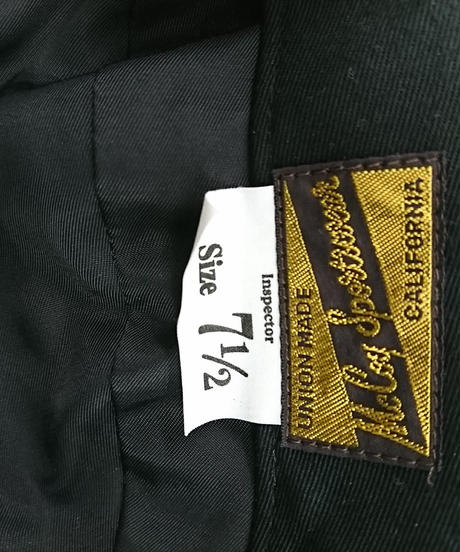 Inspector
Size 7½
UNION MADE
McCoy Sportswear
CALIFORNIA